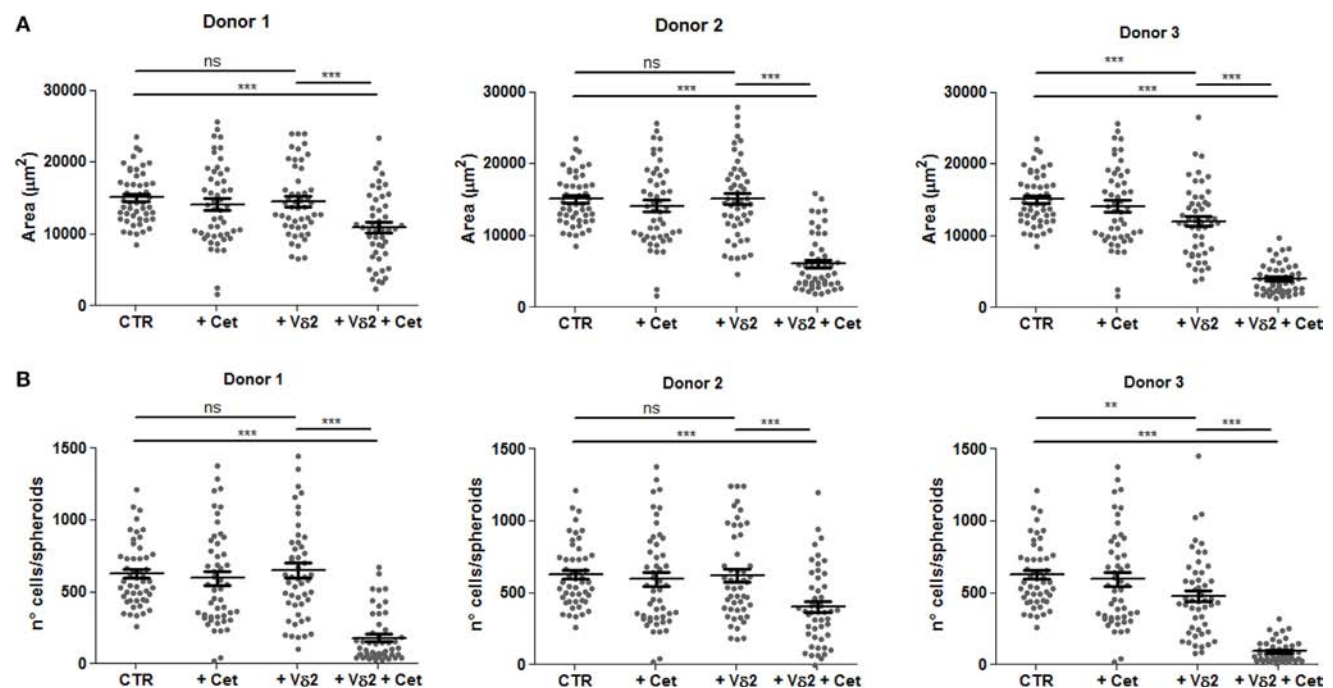 A
Donor 1
ns
***
***
30000
20000
10000
0
Area (μm²)
CTR + Cet + Vδ2 + Vδ2 + Cet
Donor 2
ns
***
***
30000
20000
10000
0
Area (μm²)
CTR + Cet + Vδ2 + Vδ2 + Cet
Donor 3
***
***
***
30000
20000
10000
0
Area (μm²)
CTR + Cet + Vδ2 + Vδ2 + Cet
B
Donor 1
ns
***
***
1500
1000
500
0
n° cells/spheroids
CTR + Cet + Vδ2 + Vδ2 + Cet
Donor 2
ns
***
***
1500
1000
500
0
n° cells/spheroids
CTR + Cet + Vδ2 + Vδ2 + Cet
Donor 3
**
***
***
1500
1000
500
0
n° cells/spheroids
CTR + Cet + Vδ2 + Vδ2 + Cet